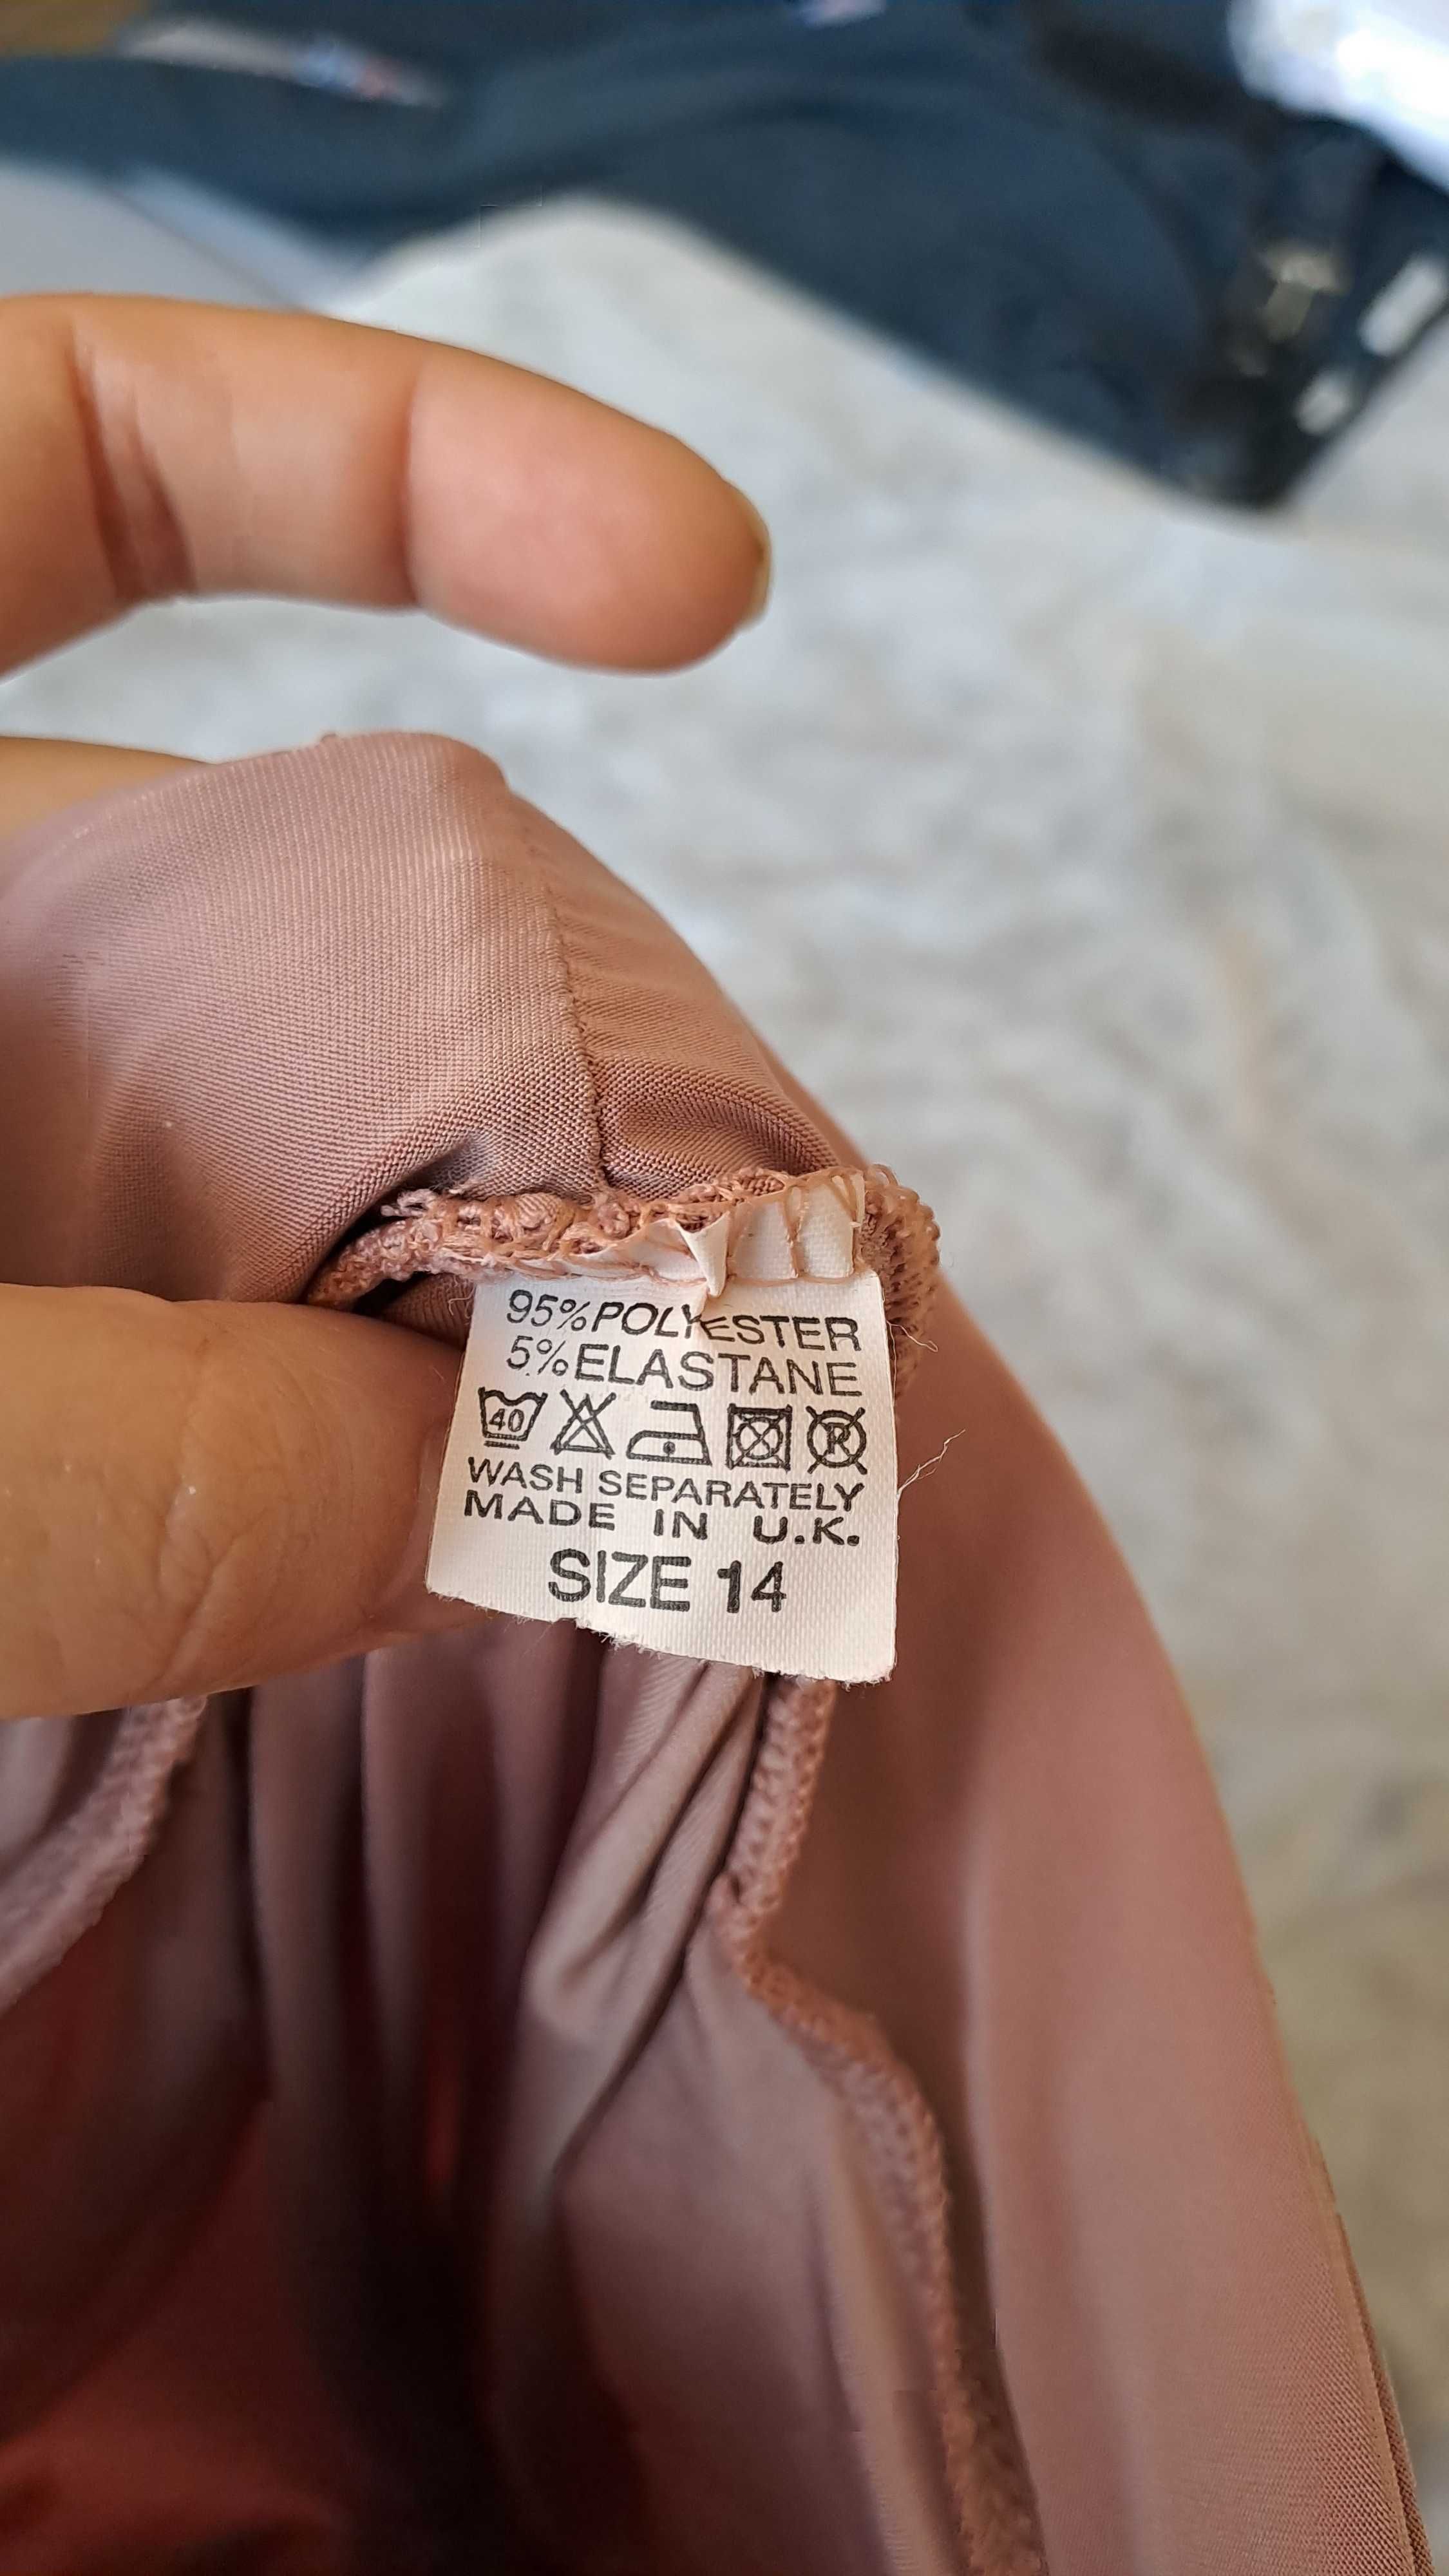 95%POLYESTER
5%ELASTANE
40 R
WASH SEPARATELY
MADE IN U.K.
SIZE 14